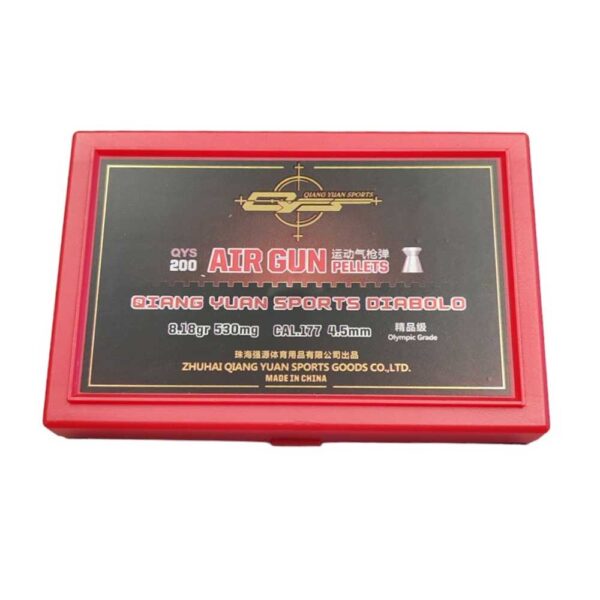 QIANG YUAN SPORTS
QYS
QYS
200
AIR GUN
运动气枪弹
PELLETS
QIANG YUAN SPORTS DIABOLO
8.18gr 530mg CAL.177 4.5mm
精品级
Olympic Grade
珠海强源体育用品有限公司出品
ZHUHAI QIANG YUAN SPORTS GOODS CO.,LTD.
MADE IN CHINA